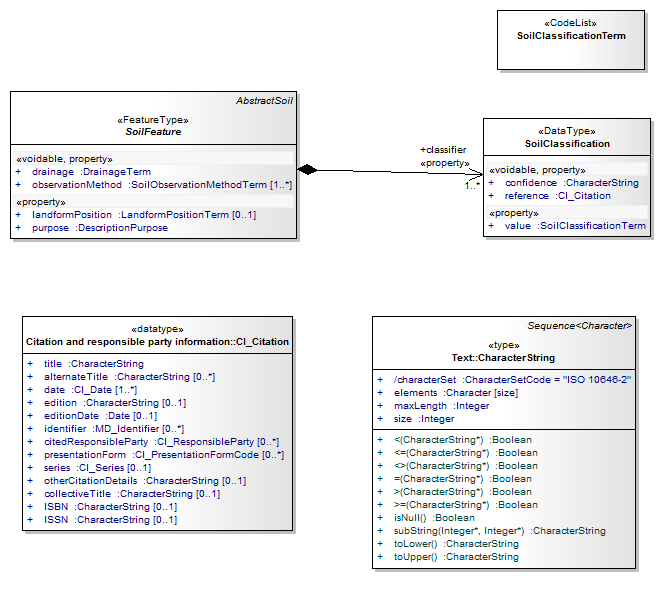 «CodeList»
SoilClassificationTerm
AbstractSoil
«FeatureType»
SoilFeature
«voidable, property»
+ drainage :DrainageTerm
+ observationMethod :SoilObservationMethodTerm [1..*]
«property»
+ landformPosition :LandformPositionTerm [0..1]
+ purpose :DescriptionPurpose
+classifier
«property»
1..*
«DataType»
SoilClassification
«voidable, property»
+ confidence :CharacterString
+ reference :CI_Citation
«property»
+ value :SoilClassificationTerm
«datatype»
Citation and responsible party information::CI_Citation
+ title :CharacterString
+ alternateTitle :CharacterString [0..*]
+ date :CI_Date [1..*]
+ edition :CharacterString [0..1]
+ editionDate :Date [0..1]
+ identifier :MD_Identifier [0..*]
+ citedResponsibleParty :CI_ResponsibleParty [0..*]
+ presentationForm :CI_PresentationFormCode [0..*]
+ series :CI_Series [0..1]
+ otherCitationDetails :CharacterString [0..1]
+ collectiveTitle :CharacterString [0..1]
+ ISBN :CharacterString [0..1]
+ ISSN :CharacterString [0..1]
Sequence<Character>
«type»
Text::CharacterString
+ /characterSet :CharacterSetCode = "ISO 10646-2"
+ elements :Character [size]
+ maxLength :Integer
+ size :Integer
+ <(CharacterString*) :Boolean
+ <=(CharacterString*) :Boolean
+ <>(CharacterString*) :Boolean
+ =(CharacterString*) :Boolean
+ >(CharacterString*) :Boolean
+ >=(CharacterString*) :Boolean
+ isNull() :Boolean
+ subString(Integer*, Integer*) :CharacterString
+ toLower() :CharacterString
+ toUpper() :CharacterString